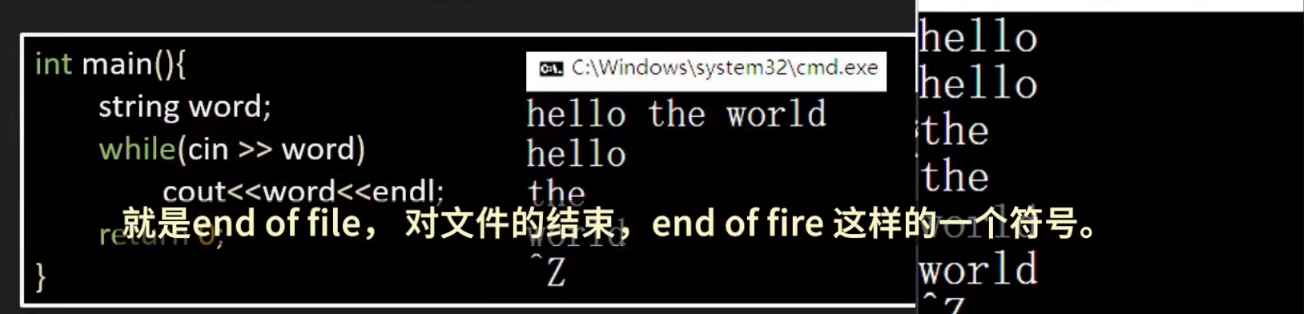 int main(){
string word;
while(cin >> word)
cout<<word<<endl;
return 0;
}
C:\Windows\system32\cmd.exe
hello the world
hello
the
world
^Z
hello
hello
the
the
world
world
^Z
就是end of file， 对文件的结束，end of fire 这样的一个符号。